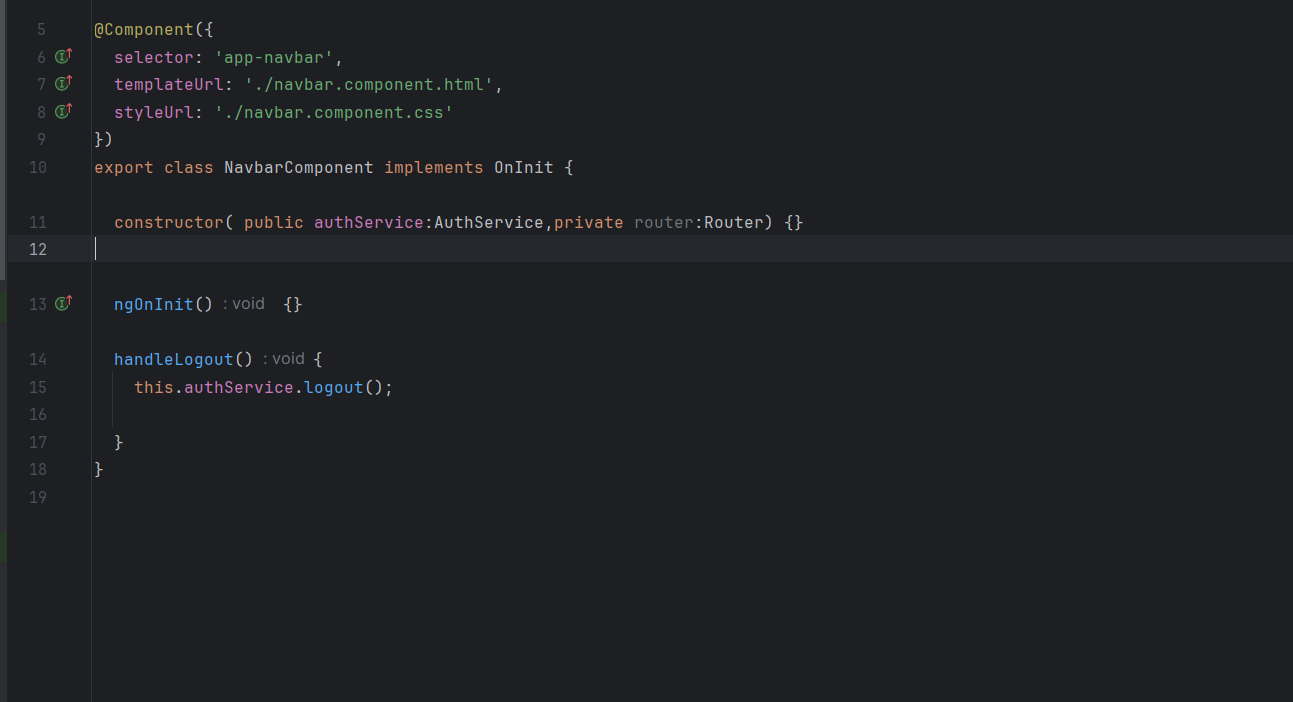 5 @Component({
6 selector: 'app-navbar',
7 templateUrl: './navbar.component.html',
8 styleUrl: './navbar.component.css'
9 })
10 export class NavbarComponent implements OnInit {
11 constructor( public authService:AuthService,private router:Router) {}
12
13 ngOnInit() : void {}
14 handleLogout() : void {
15 this.authService.logout();
16
17 }
18 }
19